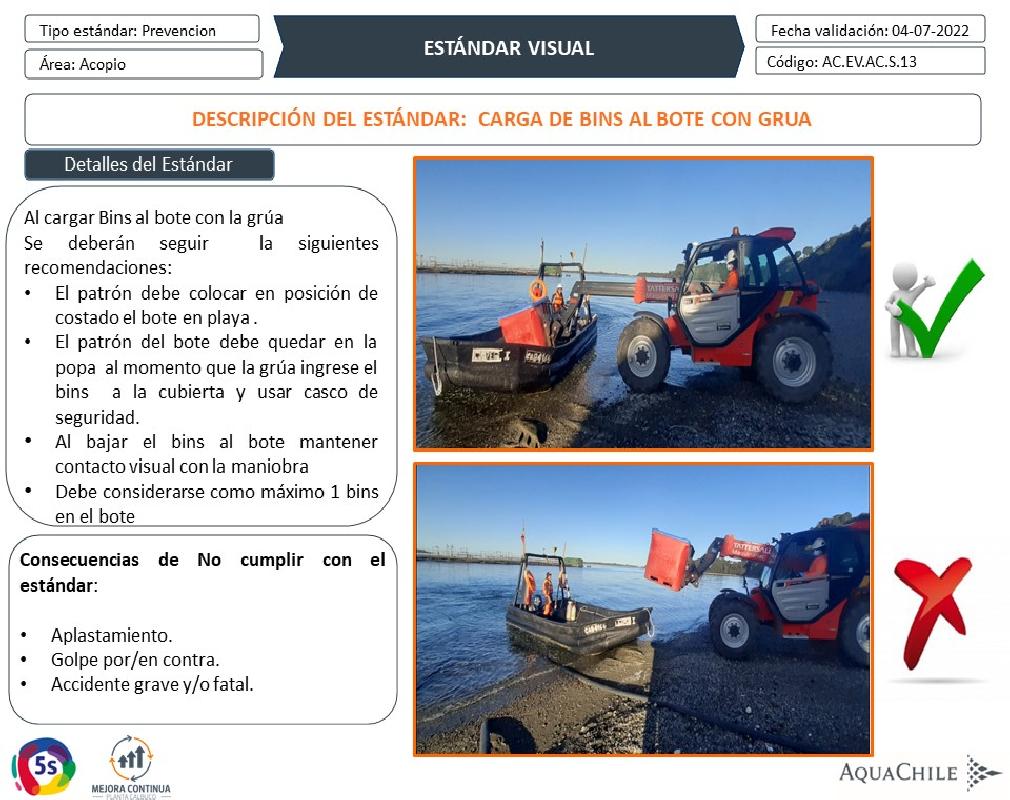 Tipo estándar: Prevencion
Área: Acopio
ESTÁNDAR VISUAL
Fecha validación: 04-07-2022
Código: AC.EV.AC.S.13
DESCRIPCIÓN DEL ESTÁNDAR: CARGA DE BINS AL BOTE CON GRUA
Detalles del Estándar
Al cargar Bins al bote con la grúa
Se deberán seguir la siguientes
recomendaciones:
• El patrón debe colocar en posición de
costado el bote en playa.
• El patrón del bote debe quedar en la
popa al momento que la grúa ingrese el
bins a la cubierta y usar casco de
seguridad.
• Al bajar el bins al bote mantener
contacto visual con la maniobra
• Debe considerarse como máximo 1 bins
en el bote
Consecuencias de No cumplir con el
estándar:
• Aplastamiento.
• Golpe por/en contra.
• Accidente grave y/o fatal.
TATTERSALL
TATTERSALL
5s
MEJORA CONTINUA
PLANTA CALBUCO
AQUACHILE